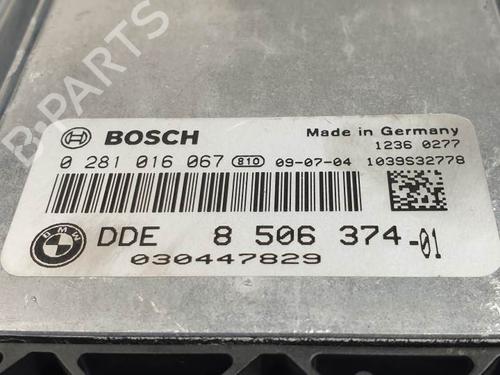 B-PARTS
BOSCH
Made in Germany
1236 0277
0 281 016 067 810 09-07-04 1039S32778
BMW DDE 8 506 374-01
030447829